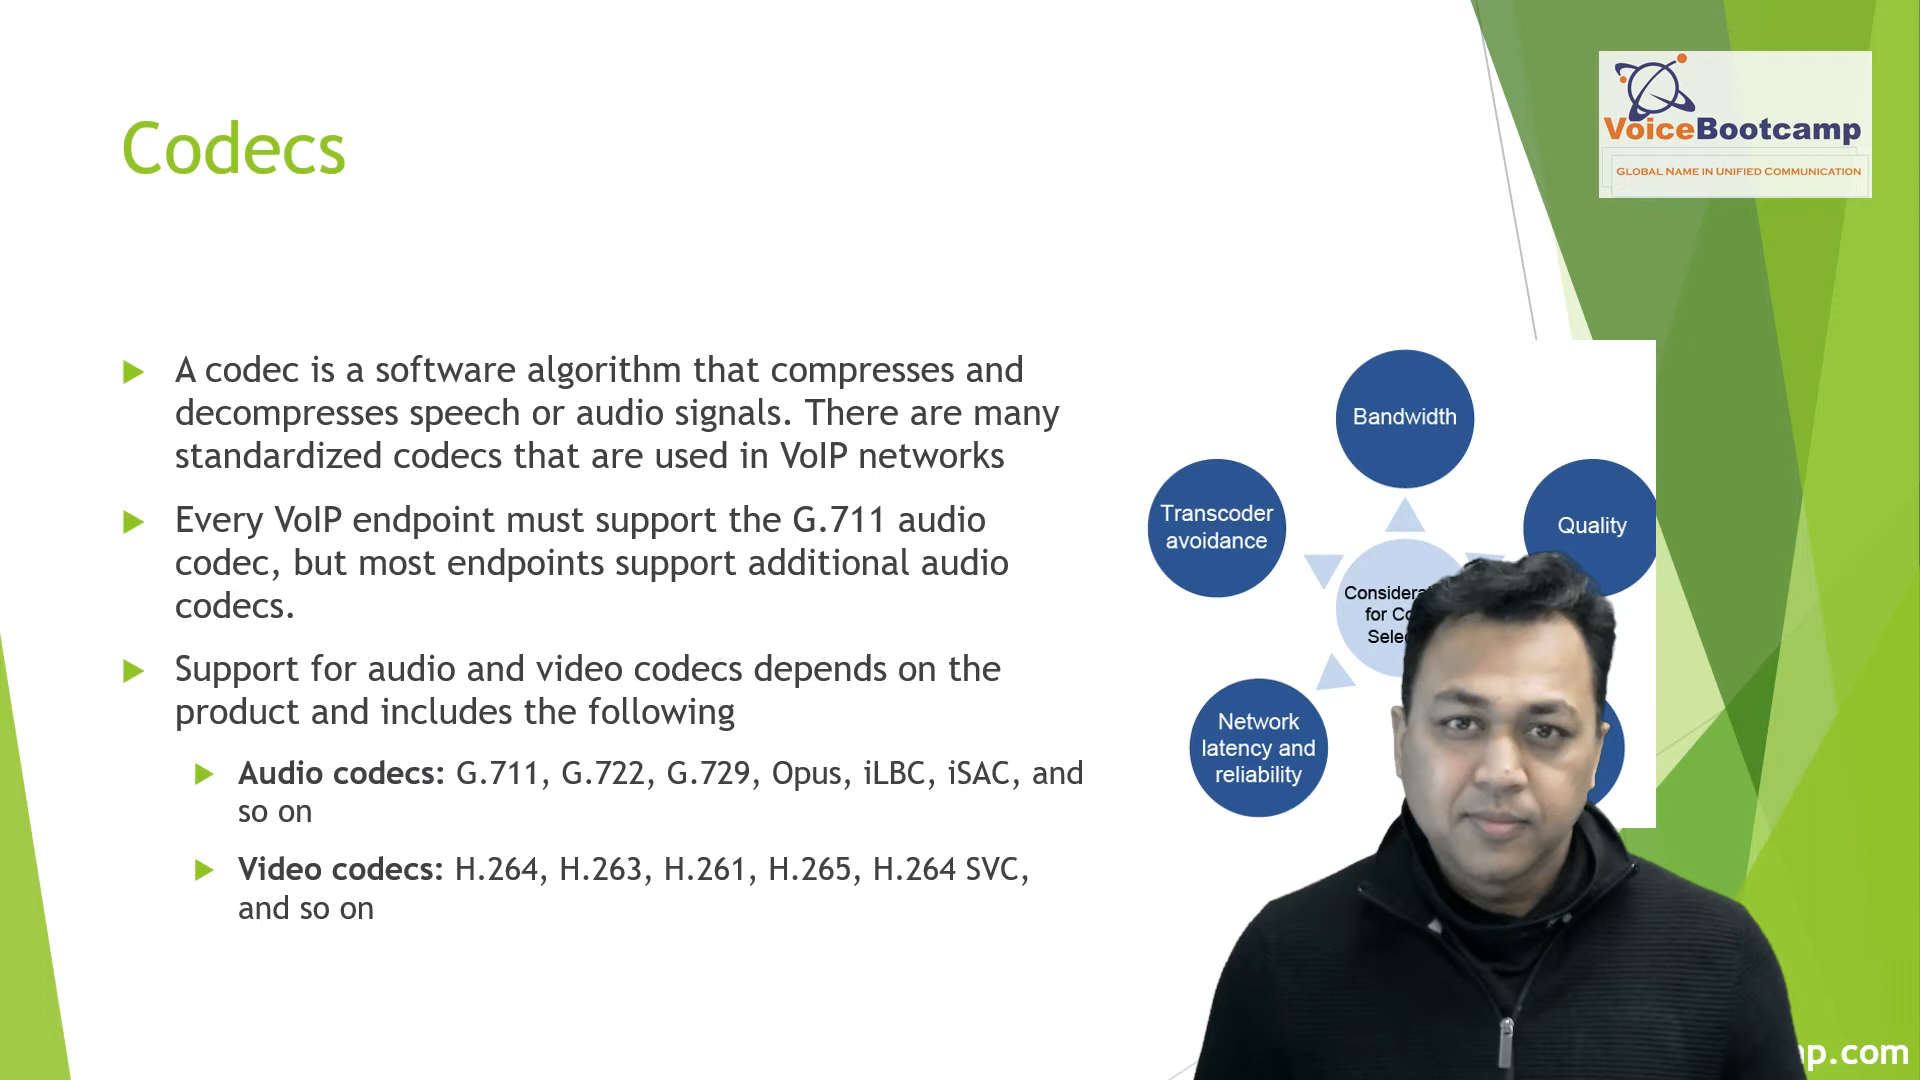 Codecs
VoiceBootcamp
GLOBAL NAME IN UNIFIED COMMUNICATION
A codec is a software algorithm that compresses and
decompresses speech or audio signals. There are many
standardized codecs that are used in VoIP networks
Every VoIP endpoint must support the G.711 audio
codec, but most endpoints support additional audio
codecs.
Support for audio and video codecs depends on the
product and includes the following
Audio codecs: G.711, G.722, G.729, Opus, iLBC, iSAC, and
so on
Video codecs: H.264, H.263, H.261, H.265, H.264 SVC,
and so on
Bandwidth
Transcoder
avoidance
Quality
for
Network
latency and
reliability
.com